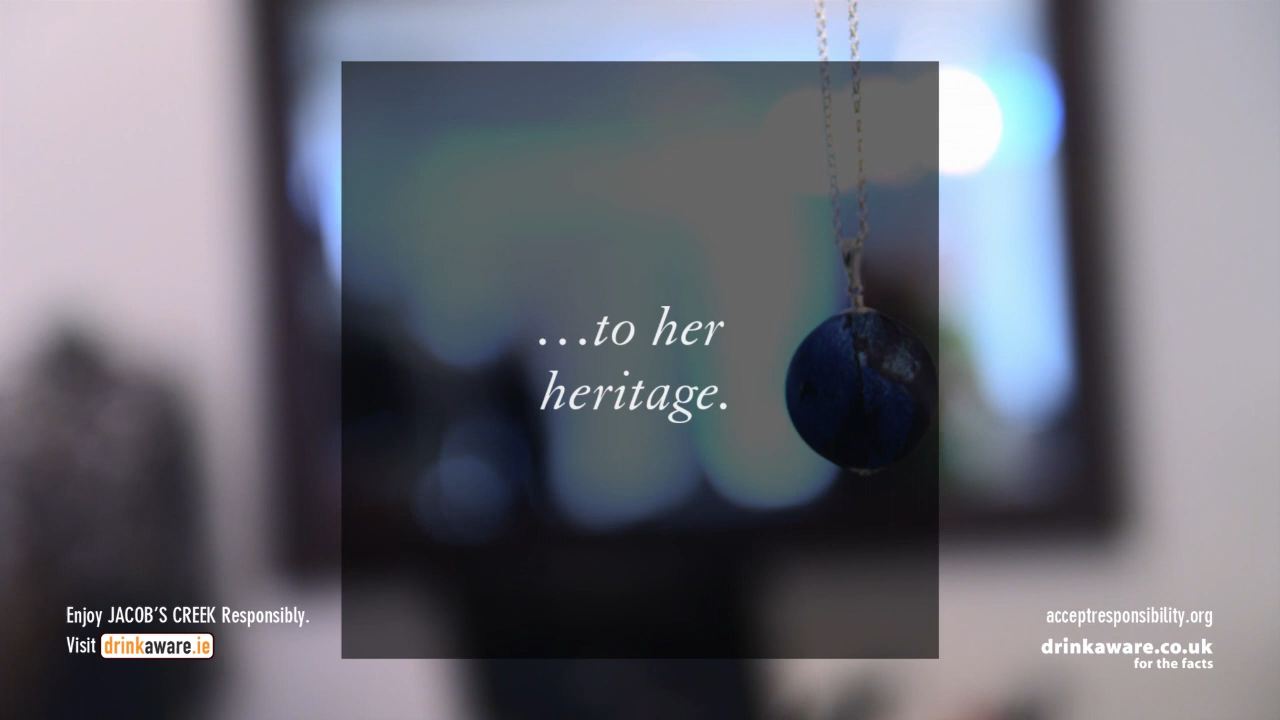 …to her
heritage.
Enjoy JACOB'S CREEK Responsibly.
Visit drinkaware.ie
acceptresponsibility.org
drinkaware.co.uk
for the facts